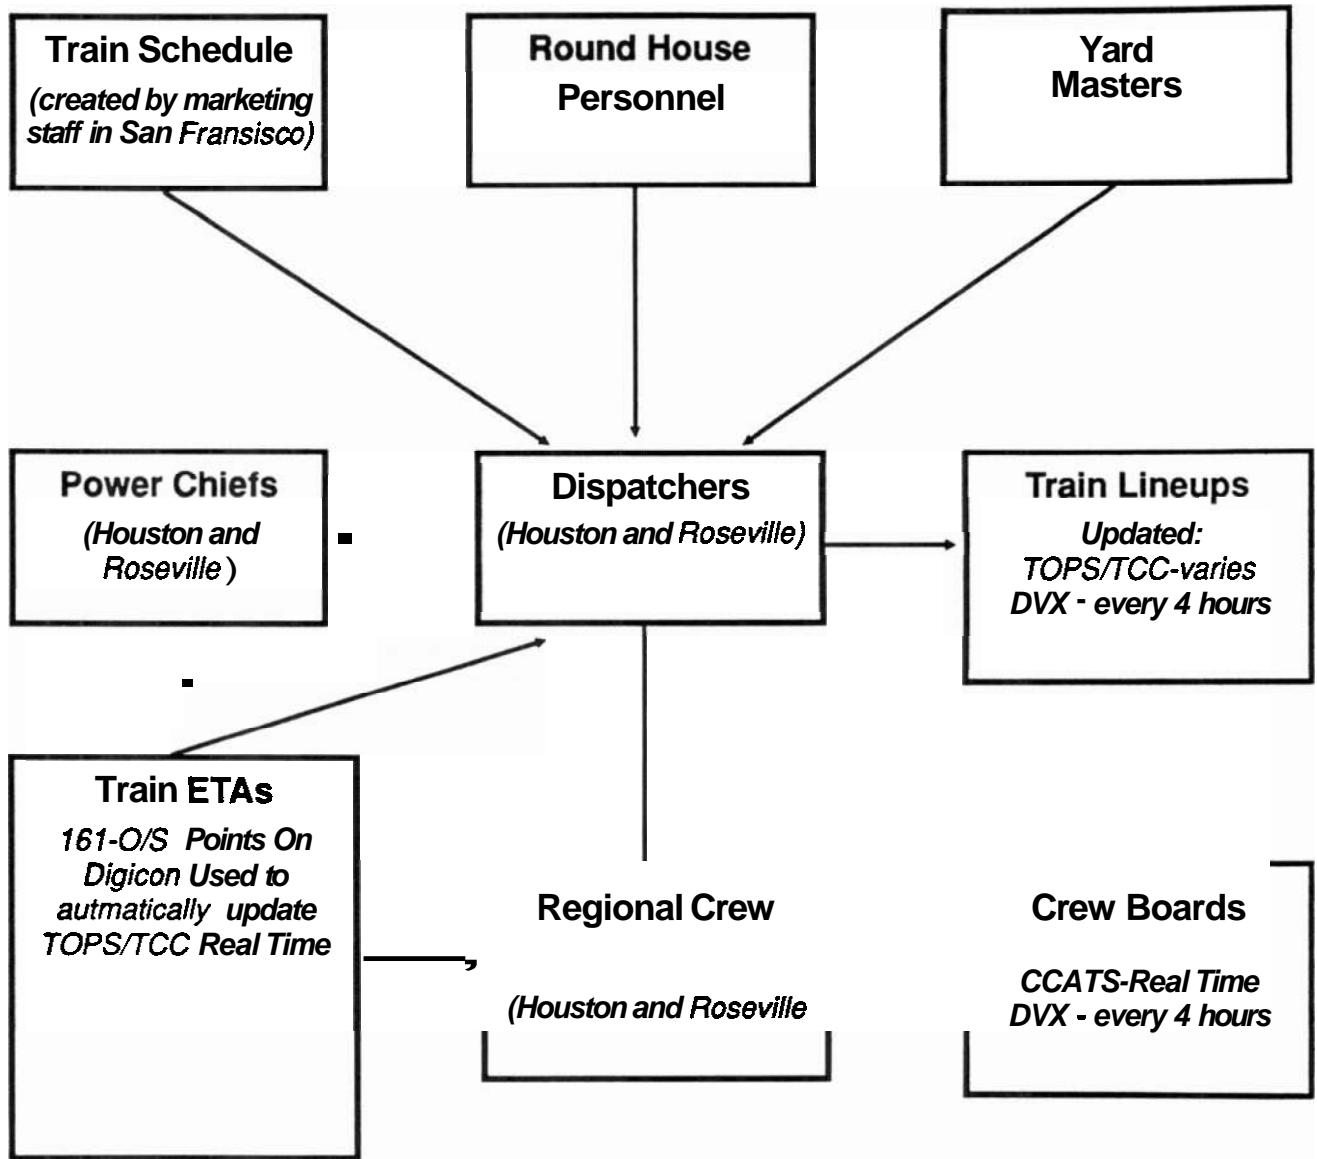 Train Schedule
(created by marketing
staff in San Fransisco)
Round House
Personnel
Yard
Masters
Power Chiefs
(Houston and
Roseville)
Dispatchers
(Houston and Roseville)
Train Lineups
Updated:
TOPS/TCC-varies
DVX - every 4 hours
Train ETAs
161-O/S Points On
Digicon Used to
autmatically update
TOPS/TCC Real Time
Regional Crew
(Houston and Roseville
Crew Boards
CCATS-Real Time
DVX - every 4 hours